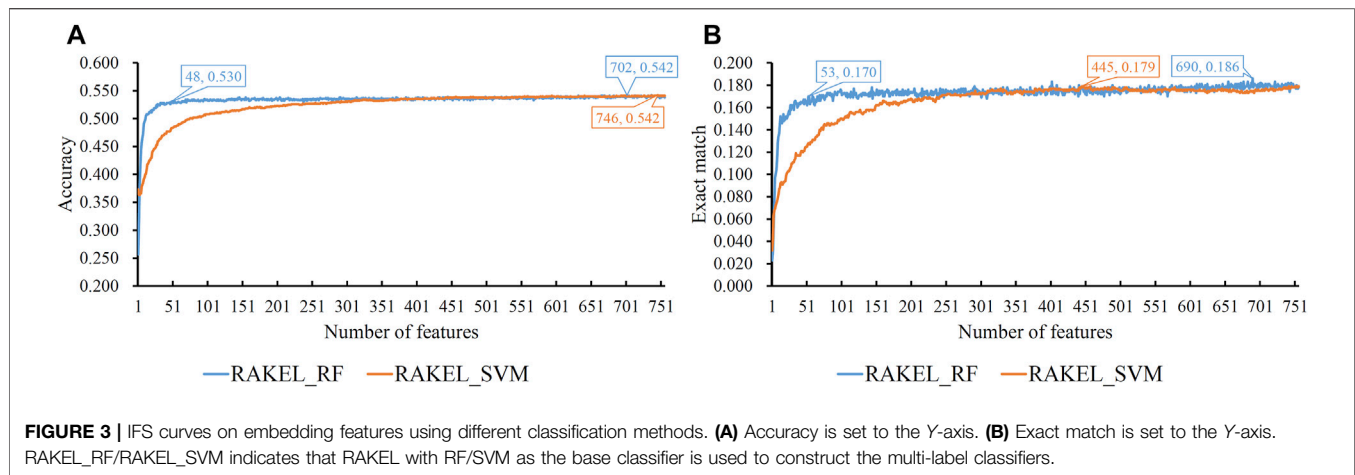 A
Accuracy
0.600
0.550
0.500
0.450
0.400
0.350
0.300
0.250
0.200
48, 0.530
702, 0.542
746, 0.542
1 51 101 151 201 251 301 351 401 451 501 551 601 651 701 751
Number of features
RAKEL_RF RAKEL_SVM
B
Exact match
0.200
0.180
0.160
0.140
0.120
0.100
0.080
0.060
0.040
0.020
0.000
53, 0.170
445, 0.179
690, 0.186
1 51 101 151 201 251 301 351 401 451 501 551 601 651 701 751
Number of features
RAKEL_RF RAKEL_SVM
FIGURE 3 | IFS curves on embedding features using different classification methods. (A) Accuracy is set to the Y-axis. (B) Exact match is set to the Y-axis.
RAKEL_RF/RAKEL_SVM indicates that RAKEL with RF/SVM as the base classifier is used to construct the multi-label classifiers.